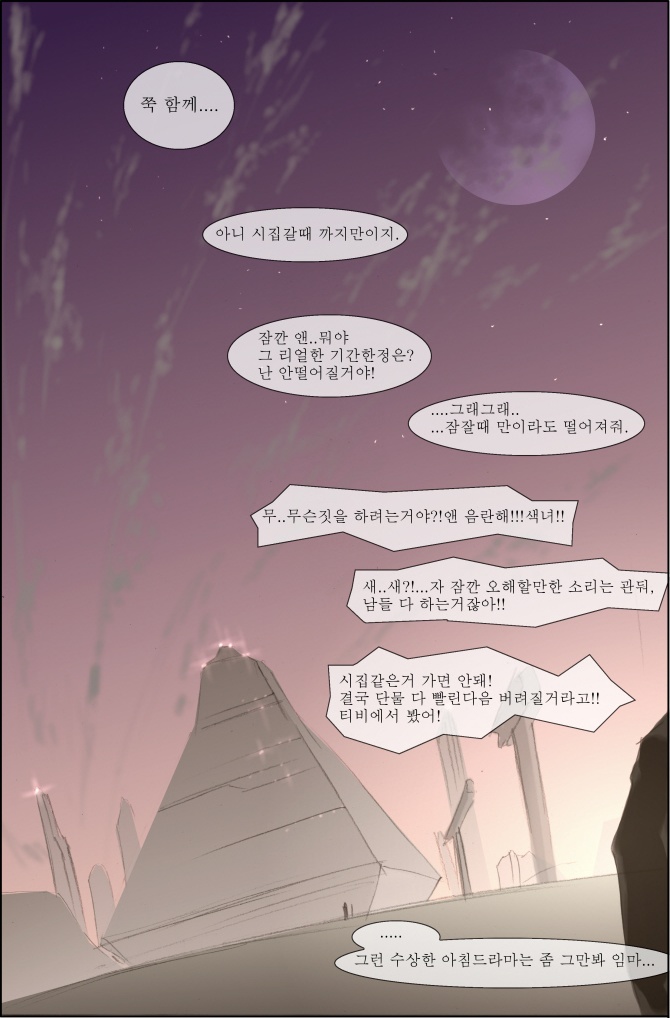 쭉 함께....
아니 시집갈때 까지만이지.
잠깐 앤..뭐야
그 리얼한 기간한정은?
난 안떨어질거야!
....그래그래..
...잠잘때 만이라도 떨어져줘.
무..무슨짓을 하려는거야?!앤 음란해!!!색녀!!
새..새?!...자 잠깐 오해할만한 소리는 관둬,
남들 다 하는거잖아!!
시집같은거 가면 안돼!
결국 단물 다 빨린다음 버려질거라고!!
티비에서 봤어!
.....
그런 수상한 아침드라마는 좀 그만봐 임마...